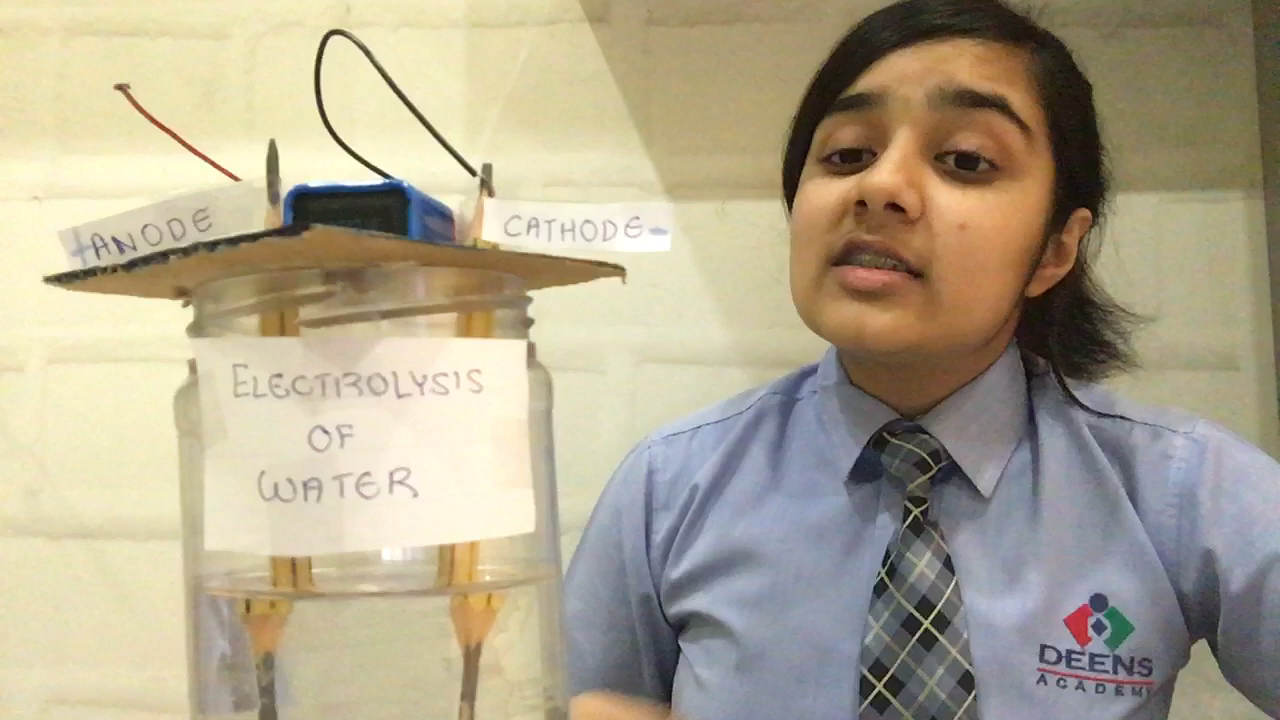 +ANODE
CATHODE-
ELECTROLYSIS
OF
WATER
DEENS
ACADEMY